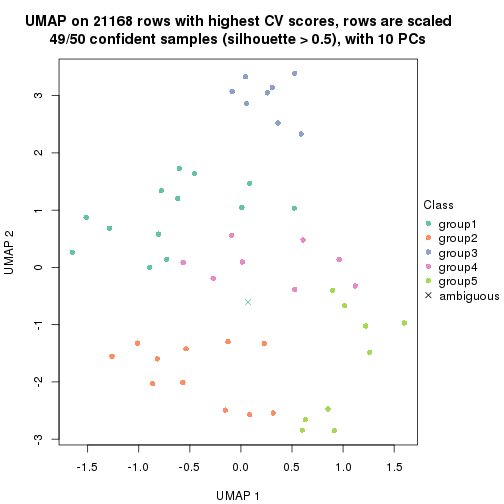 UMAP on 21168 rows with highest CV scores, rows are scaled
49/50 confident samples (silhouette > 0.5), with 10 PCs
3
2
1
0
-1
-2
-3
UMAP 2
-1.5 -1.0 -0.5 0.0 0.5 1.0 1.5
UMAP 1
Class
group1
group2
group3
group4
group5
ambiguous